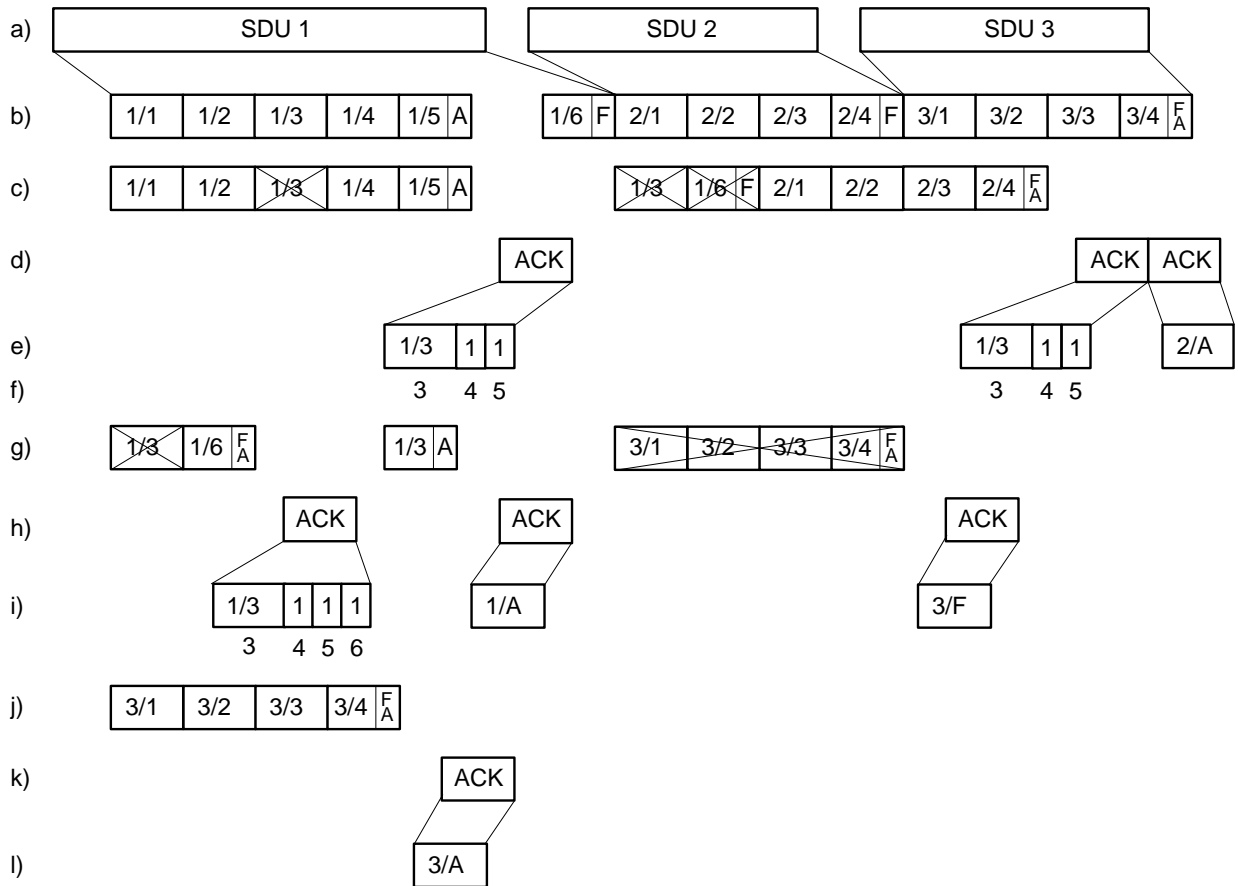 a) SDU 1 SDU 2 SDU 3
b) 1/1 1/2 1/3 1/4 1/5 A 1/6 F 2/1 2/2 2/3 2/4 F 3/1 3/2 3/3 3/4 F A
c) 1/1 1/2 1/3 1/4 1/5 A 1/3 1/6 F 2/1 2/2 2/3 2/4 F A
d) ACK ACK ACK
e) 1/3 1 1 1/3 1 1 2/A
f) 3 4 5 3 4 5
g) 1/3 1/6 F A 1/3 A 3/1 3/2 3/3 3/4 F A
h) ACK ACK ACK
i) 1/3 1 1 1 1/A 3/F
3 4 5 6
j) 3/1 3/2 3/3 3/4 F A
k) ACK
l) 3/A